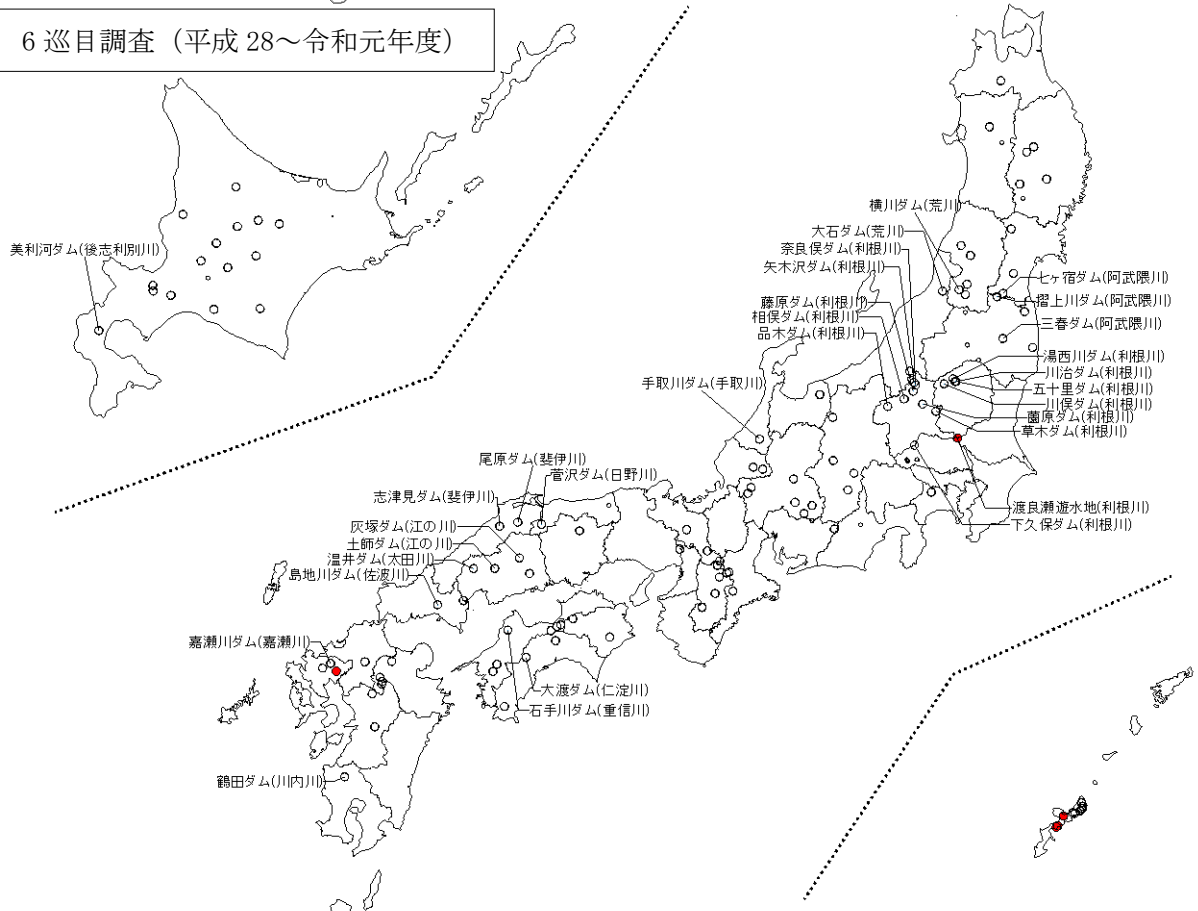 6 巡目調査（平成 28～令和元年度）
美利河ダム(後志利別川)
横川ダム(荒川)
大石ダム(荒川)
奈良俣ダム(利根川)
矢木沢ダム(利根川)
藤原ダム(利根川)
相俣ダム(利根川)
品木ダム(利根川)
七ヶ宿ダム(阿武隈川)
摺上川ダム(阿武隈川)
三春ダム(阿武隈川)
湯西川ダム(利根川)
川治ダム(利根川)
五十里ダム(利根川)
川俣ダム(利根川)
薗原ダム(利根川)
草木ダム(利根川)
手取川ダム(手取川)
渡良瀬遊水地(利根川)
下久保ダム(利根川)
尾原ダム(斐伊川)
菅沢ダム(日野川)
志津見ダム(斐伊川)
灰塚ダム(江の川)
土師ダム(江の川)
温井ダム(太田川)
島地川ダム(佐波川)
嘉瀬川ダム(嘉瀬川)
大渡ダム(仁淀川)
石手川ダム(重信川)
鶴田ダム(川内川)